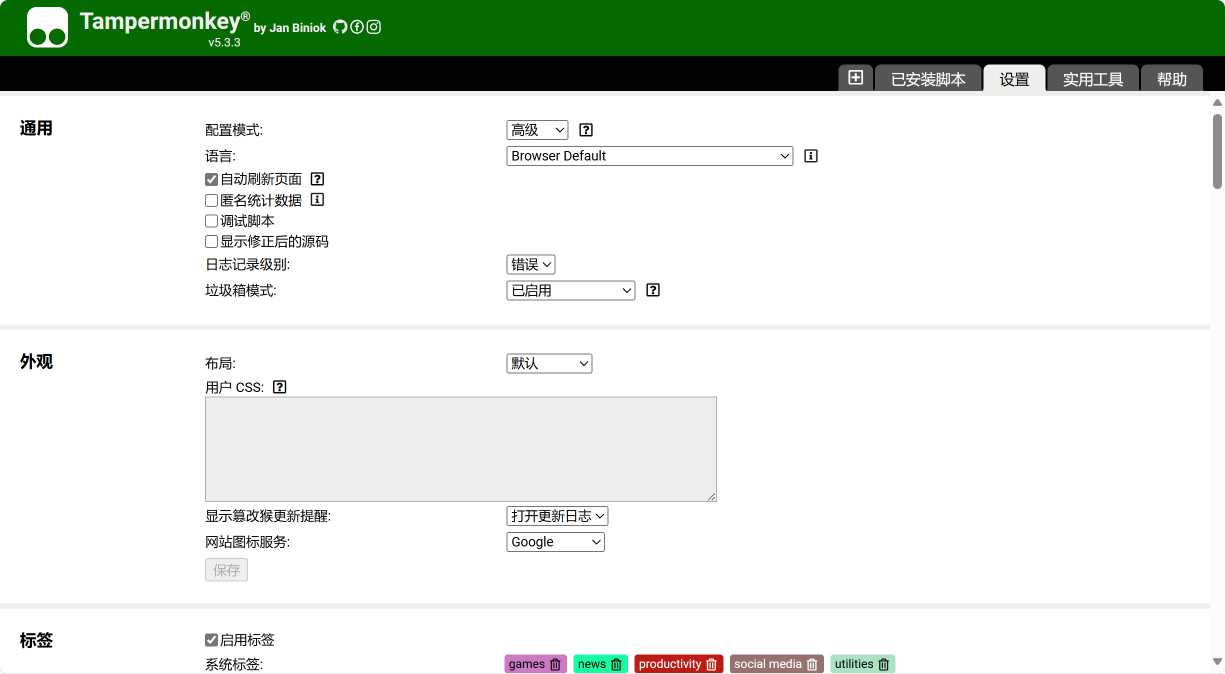 Tampermonkey® by Jan Biniok
v5.3.3
已安装脚本 设置 实用工具 帮助
通用
配置模式: 高级
语言: Browser Default
自动刷新页面
匿名统计数据
调试脚本
显示修正后的源码
日志记录级别: 错误
垃圾箱模式: 已启用
外观
布局: 默认
用户 CSS:
显示篡改猴更新提醒: 打开更新日志
网站图标服务: Google
保存
标签
启用标签
系统标签: games news productivity social media utilities